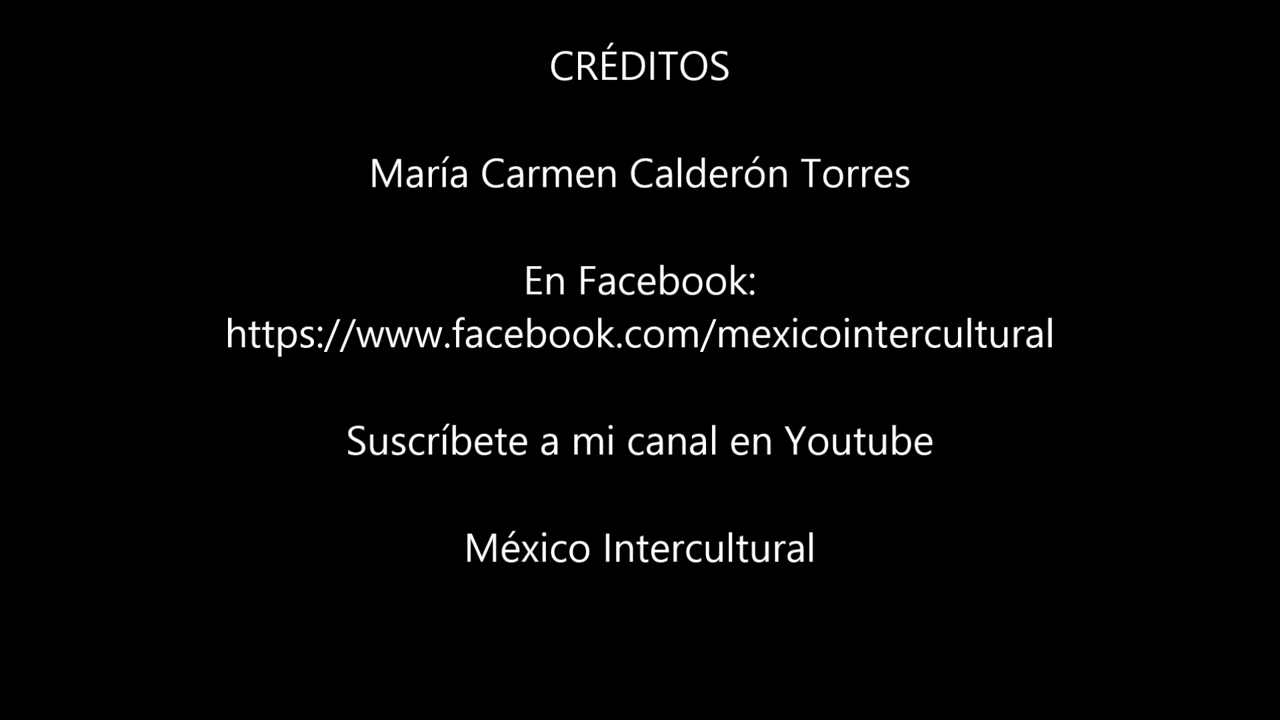 CRÉDITOS
María Carmen Calderón Torres
En Facebook:
https://www.facebook.com/mexicointercultural
Suscríbete a mi canal en Youtube
México Intercultural